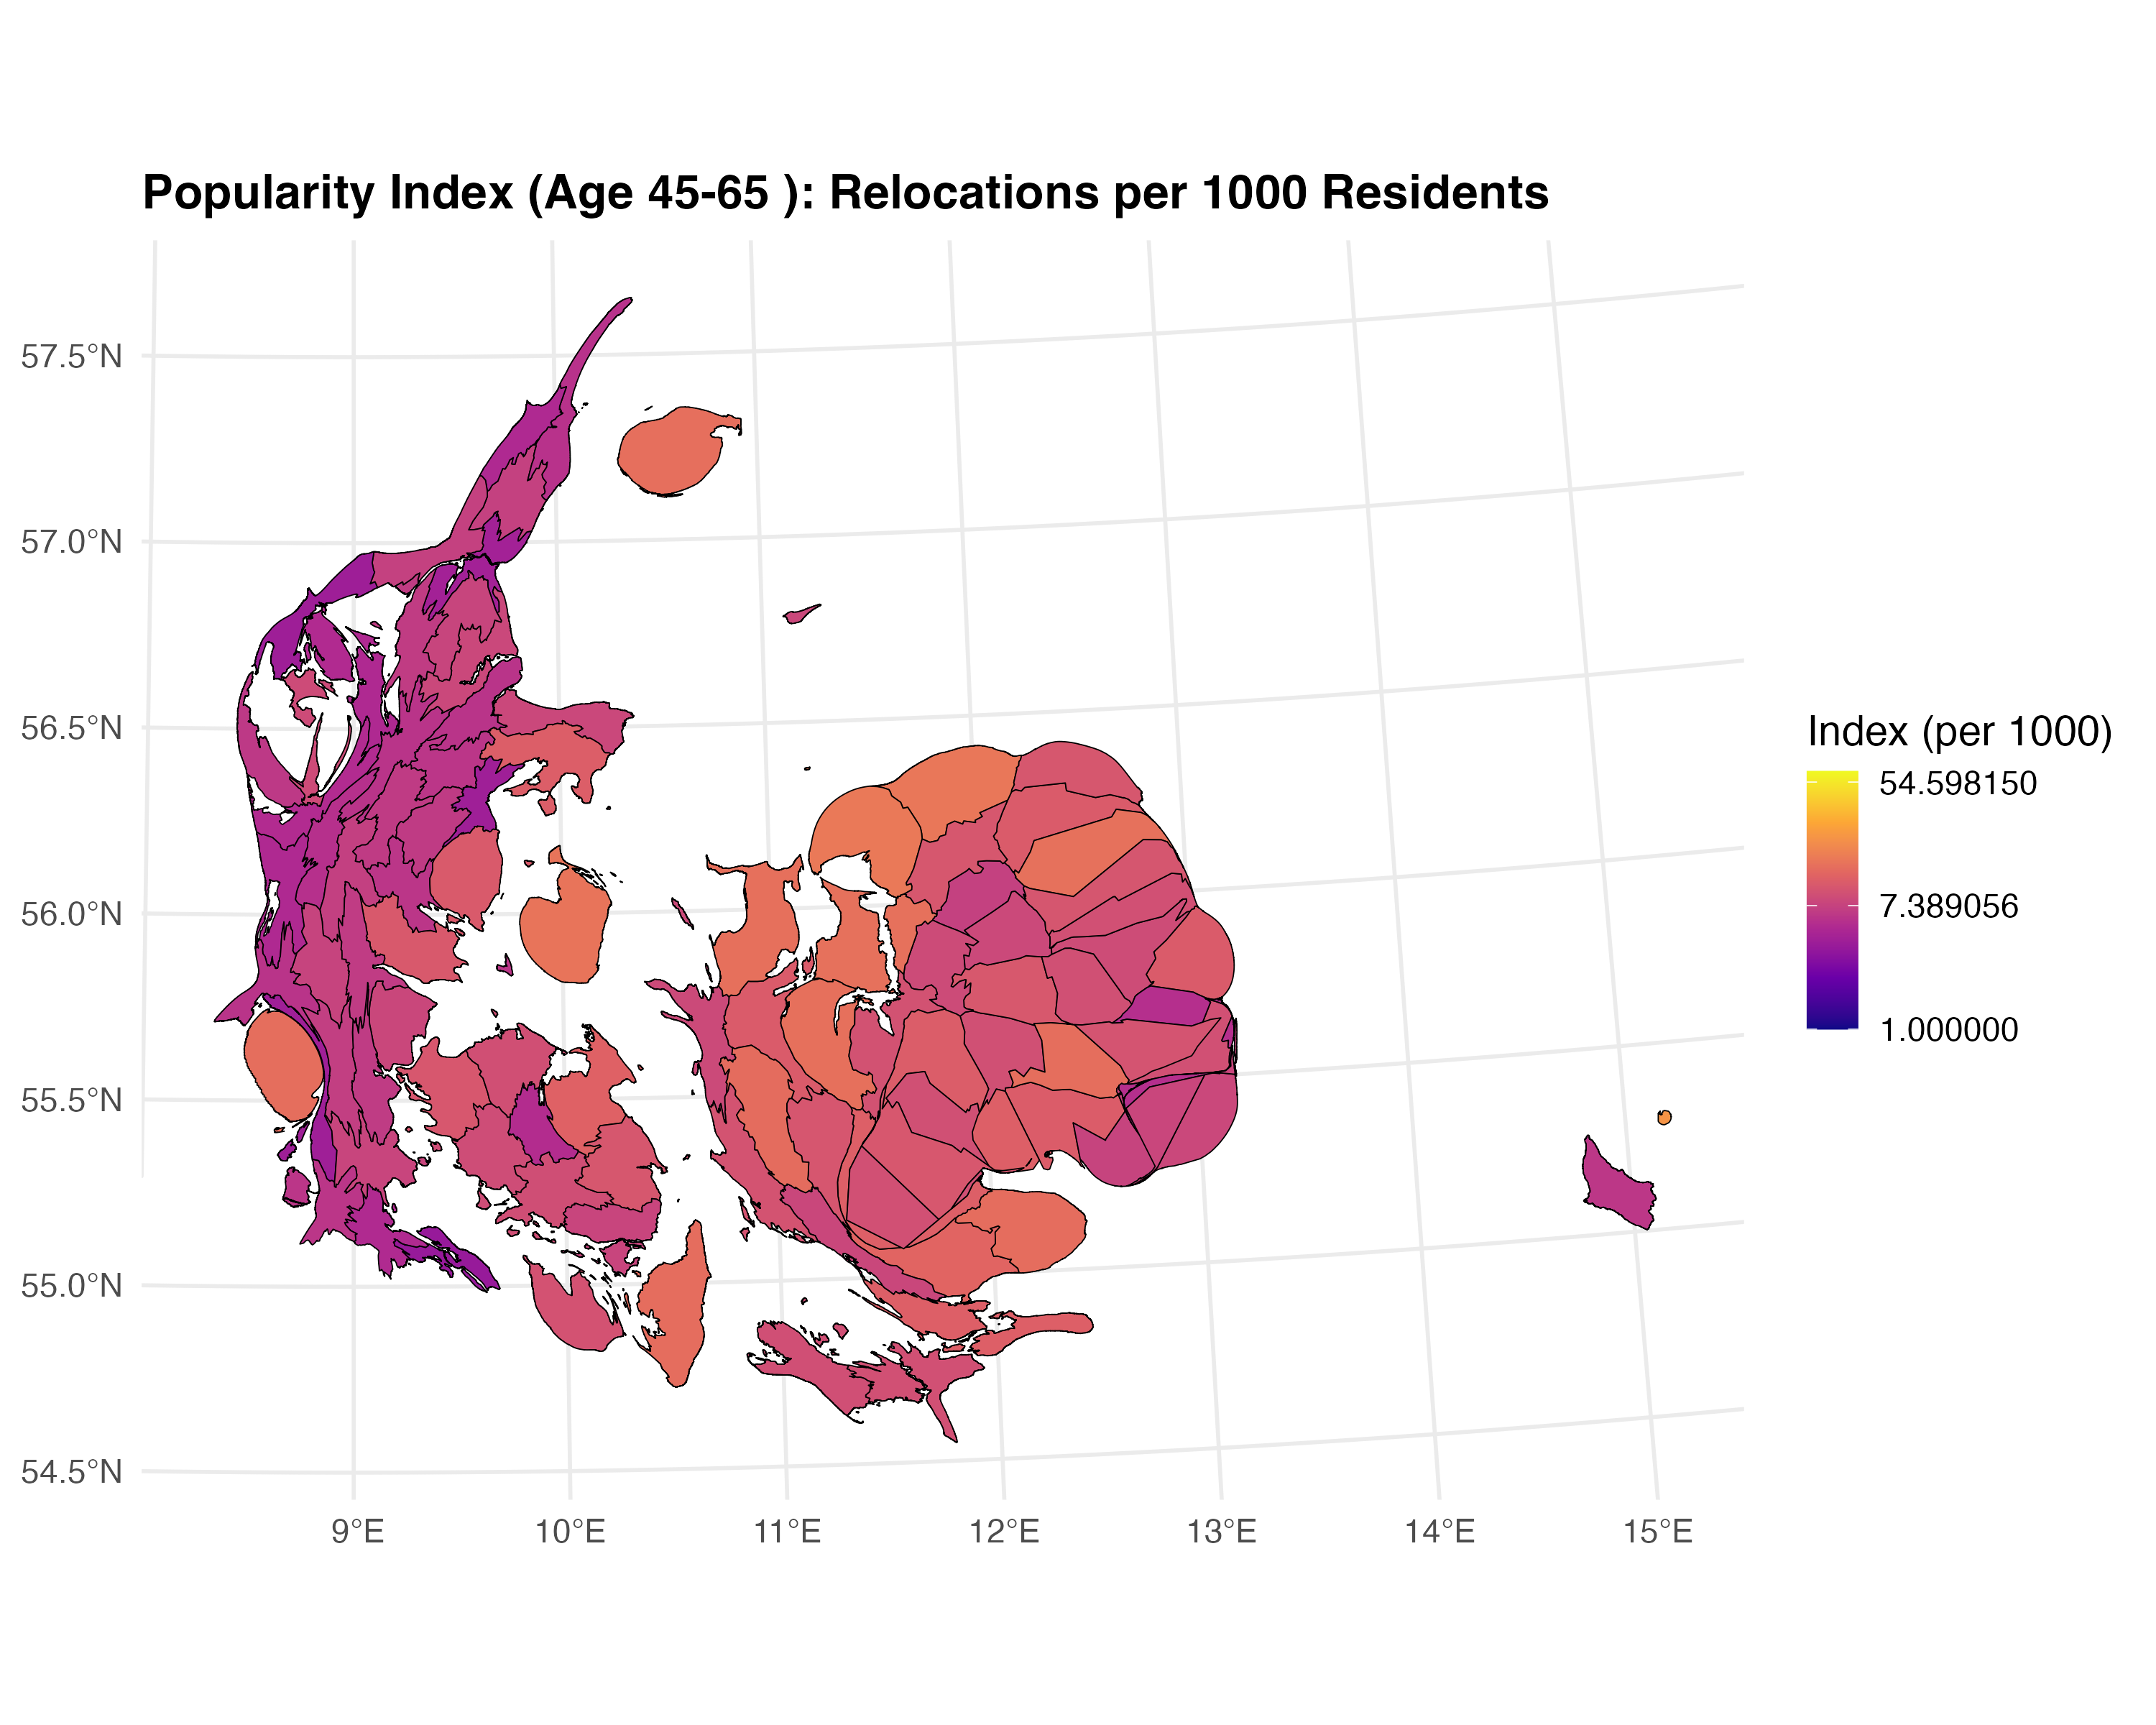 Popularity Index (Age 45-65 ): Relocations per 1000 Residents
57.5°N
57.0°N
56.5°N
56.0°N
55.5°N
55.0°N
54.5°N
9°E
10°E
11°E
12°E
13°E
14°E
15°E
Index (per 1000)
54.598150
7.389056
1.000000